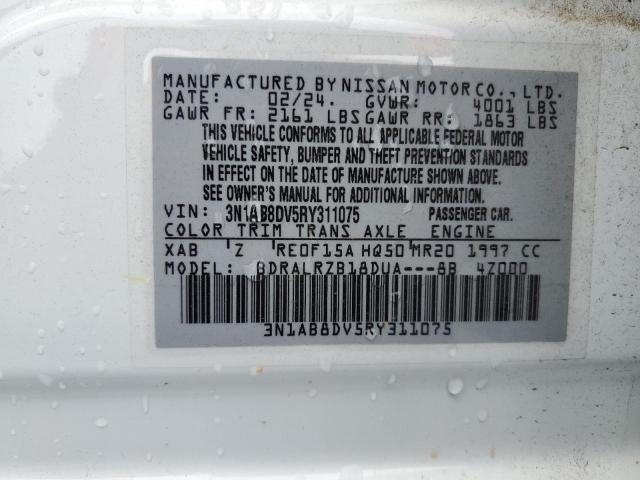 MANUFACTURED BY NISSAN MOTOR CO., LTD.
DATE: 02/24. GVWR: 4001 LBS
GAWR FR: 2161 LBS GAWR RR: 1863 LBS
THIS VEHICLE CONFORMS TO ALL APPLICABLE FEDERAL MOTOR
VEHICLE SAFETY, BUMPER AND THEFT PREVENTION STANDARDS
IN EFFECT ON THE DATE OF MANUFACTURE SHOWN ABOVE.
SEE OWNER'S MANUAL FOR ADDITIONAL INFORMATION.
VIN: 3N1AB8DV5RY311075 PASSENGER CAR.
COLOR TRIM TRANS AXLE ENGINE
XAB Z RE0F15A HQ50 MR20 1997 CC
MODEL: BDRALRZB18DUA---8B 4Z000
3N1AB8DV5RY311075